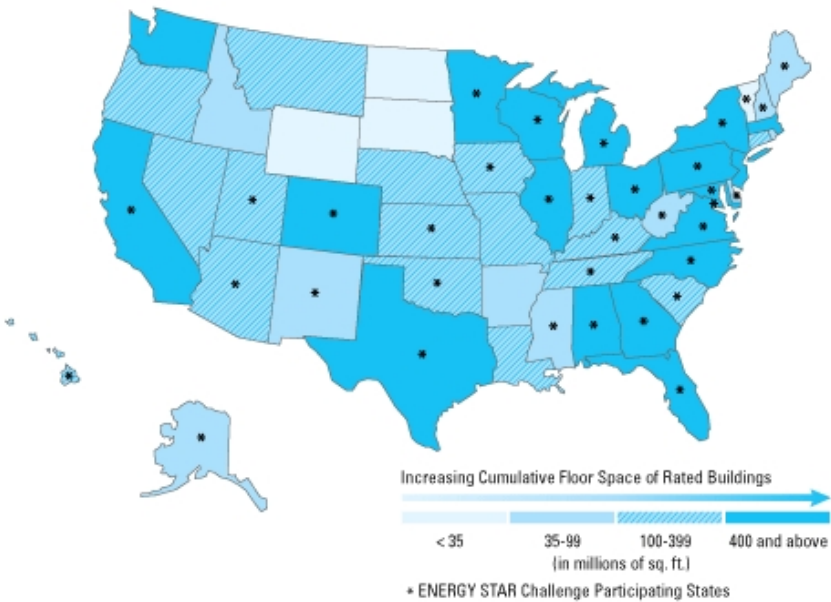 Increasing Cumulative Floor Space of Rated Buildings
< 35 35-99 100-399 400 and above
(in millions of sq. ft.)
* ENERGY STAR Challenge Participating States